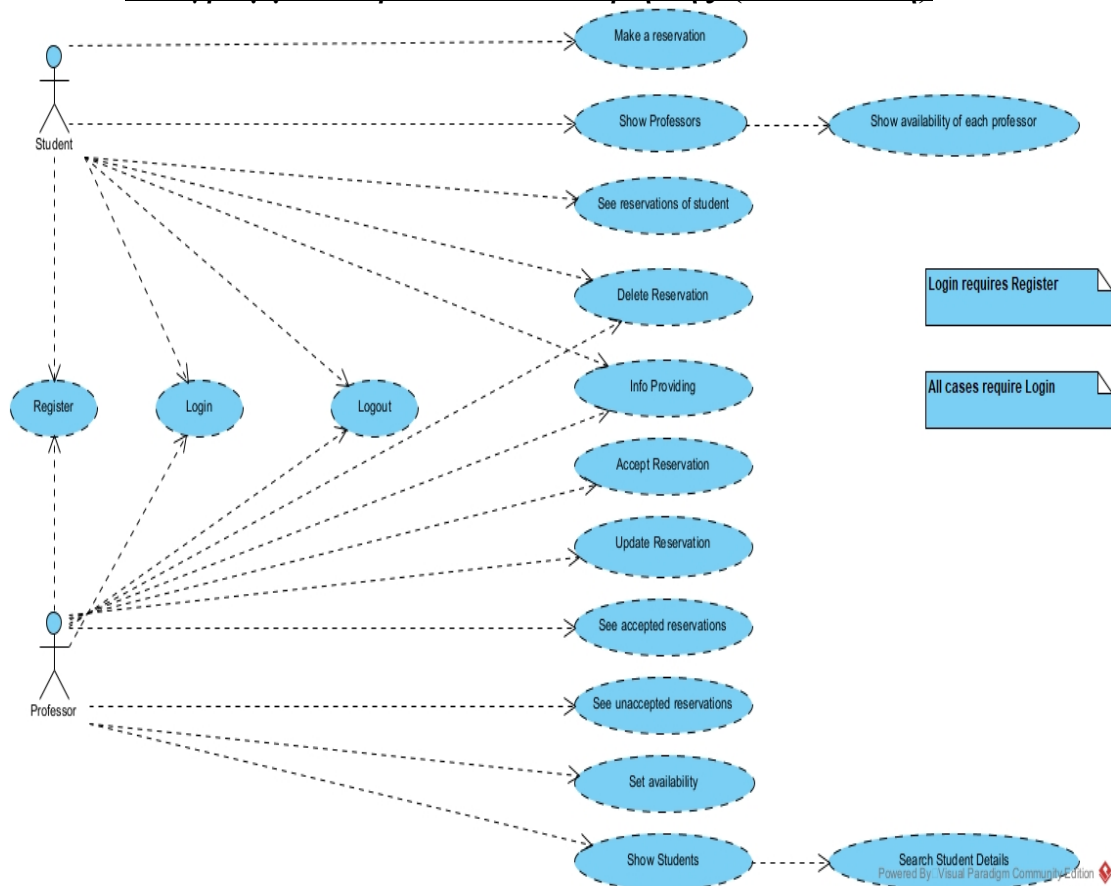 Make a reservation
Student
Show Professors
Show availability of each professor
See reservations of student
Delete Reservation
Login requires Register
Info Providing
All cases require Login
Register
Login
Logout
Accept Reservation
Update Reservation
See accepted reservations
Professor
See unaccepted reservations
Set availability
Show Students
Search Student Details
Powered By Visual Paradigm Community Edition